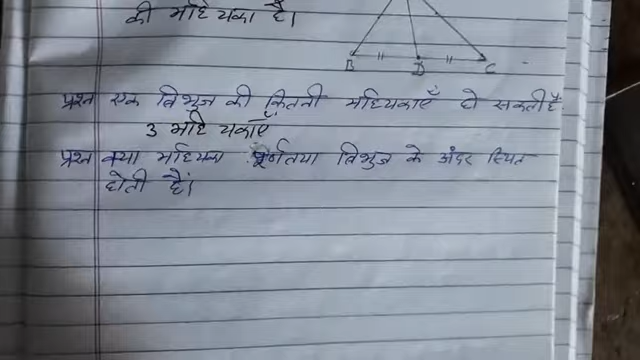 की माध्यिका है।
B D C
प्रश्न एक त्रिभुज की कितनी माध्यिकाएँ हो सकती है
3 माध्यिकाएँ
प्रश्न क्या माध्यिका पूर्णतया त्रिभुज के अंदर स्थित
होती है।